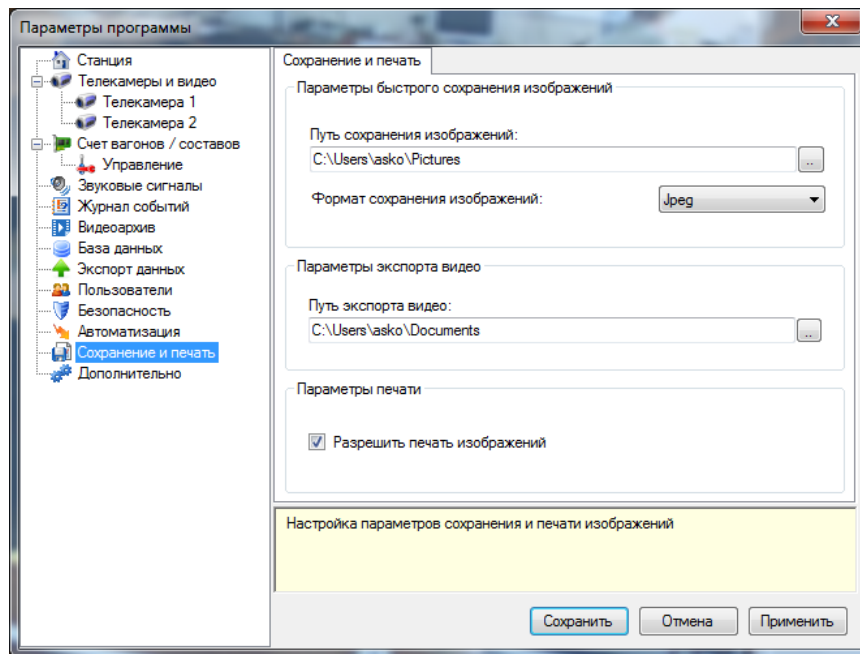 Параметры программы
Станция
Телекамеры и видео
Телекамера 1
Телекамера 2
Счет вагонов / составов
Управление
Звуковые сигналы
Журнал событий
Видеоархив
База данных
Экспорт данных
Пользователи
Безопасность
Автоматизация
Сохранение и печать
Дополнительно
Сохранение и печать
Параметры быстрого сохранения изображений
Путь сохранения изображений:
C:\Users\asko\Pictures
..
Формат сохранения изображений:
Jpeg
Параметры экспорта видео
Путь экспорта видео:
C:\Users\asko\Documents
..
Параметры печати
Разрешить печать изображений
Настройка параметров сохранения и печати изображений
Сохранить
Отмена
Применить